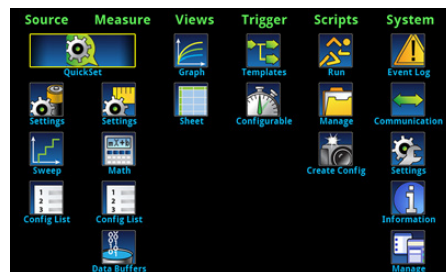 Source Measure Views Trigger Scripts System
QuickSet Graph Templates Run Event Log
Settings Settings Sheet Configurable Manage Communication
Sweep Math Create Config Settings
Config List Config List Information
Data Buffers Manage